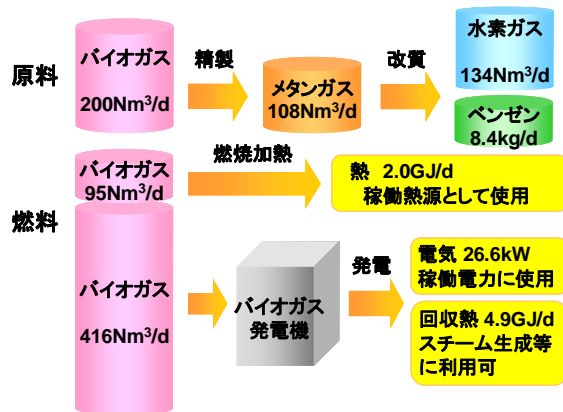 原料
バイオガス
200Nm³/d
精製
メタンガス
108Nm³/d
改質
水素ガス
134Nm³/d
ベンゼン
8.4kg/d
燃料
バイオガス
95Nm³/d
燃焼加熱
熱 2.0GJ/d
稼働熱源として使用
バイオガス
416Nm³/d
バイオガス
発電機
発電
電気 26.6kW
稼働電力に使用
回収熱 4.9GJ/d
スチーム生成等
に利用可